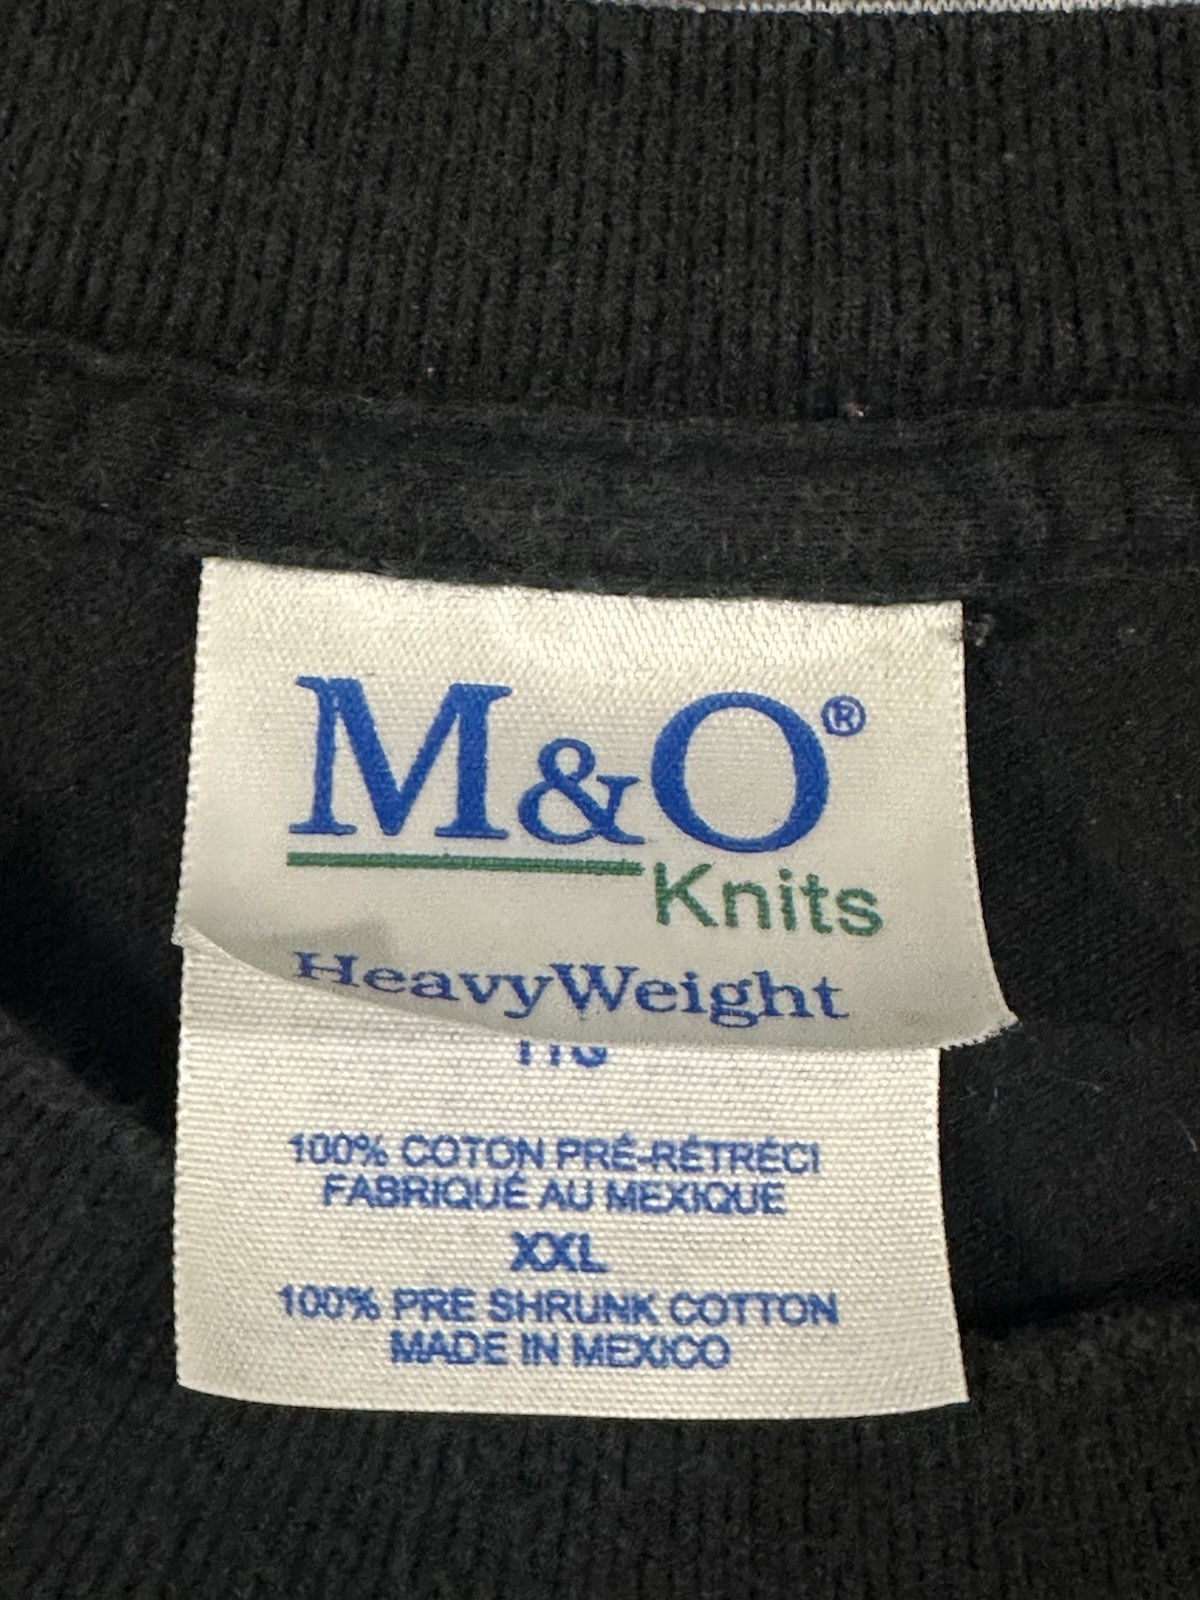 M&O®
Knits
HeavyWeight
100% COTON PRÉ-RÉTRÉCI
FABRIQUÉ AU MEXIQUE
XXL
100% PRE SHRUNK COTTON
MADE IN MEXICO